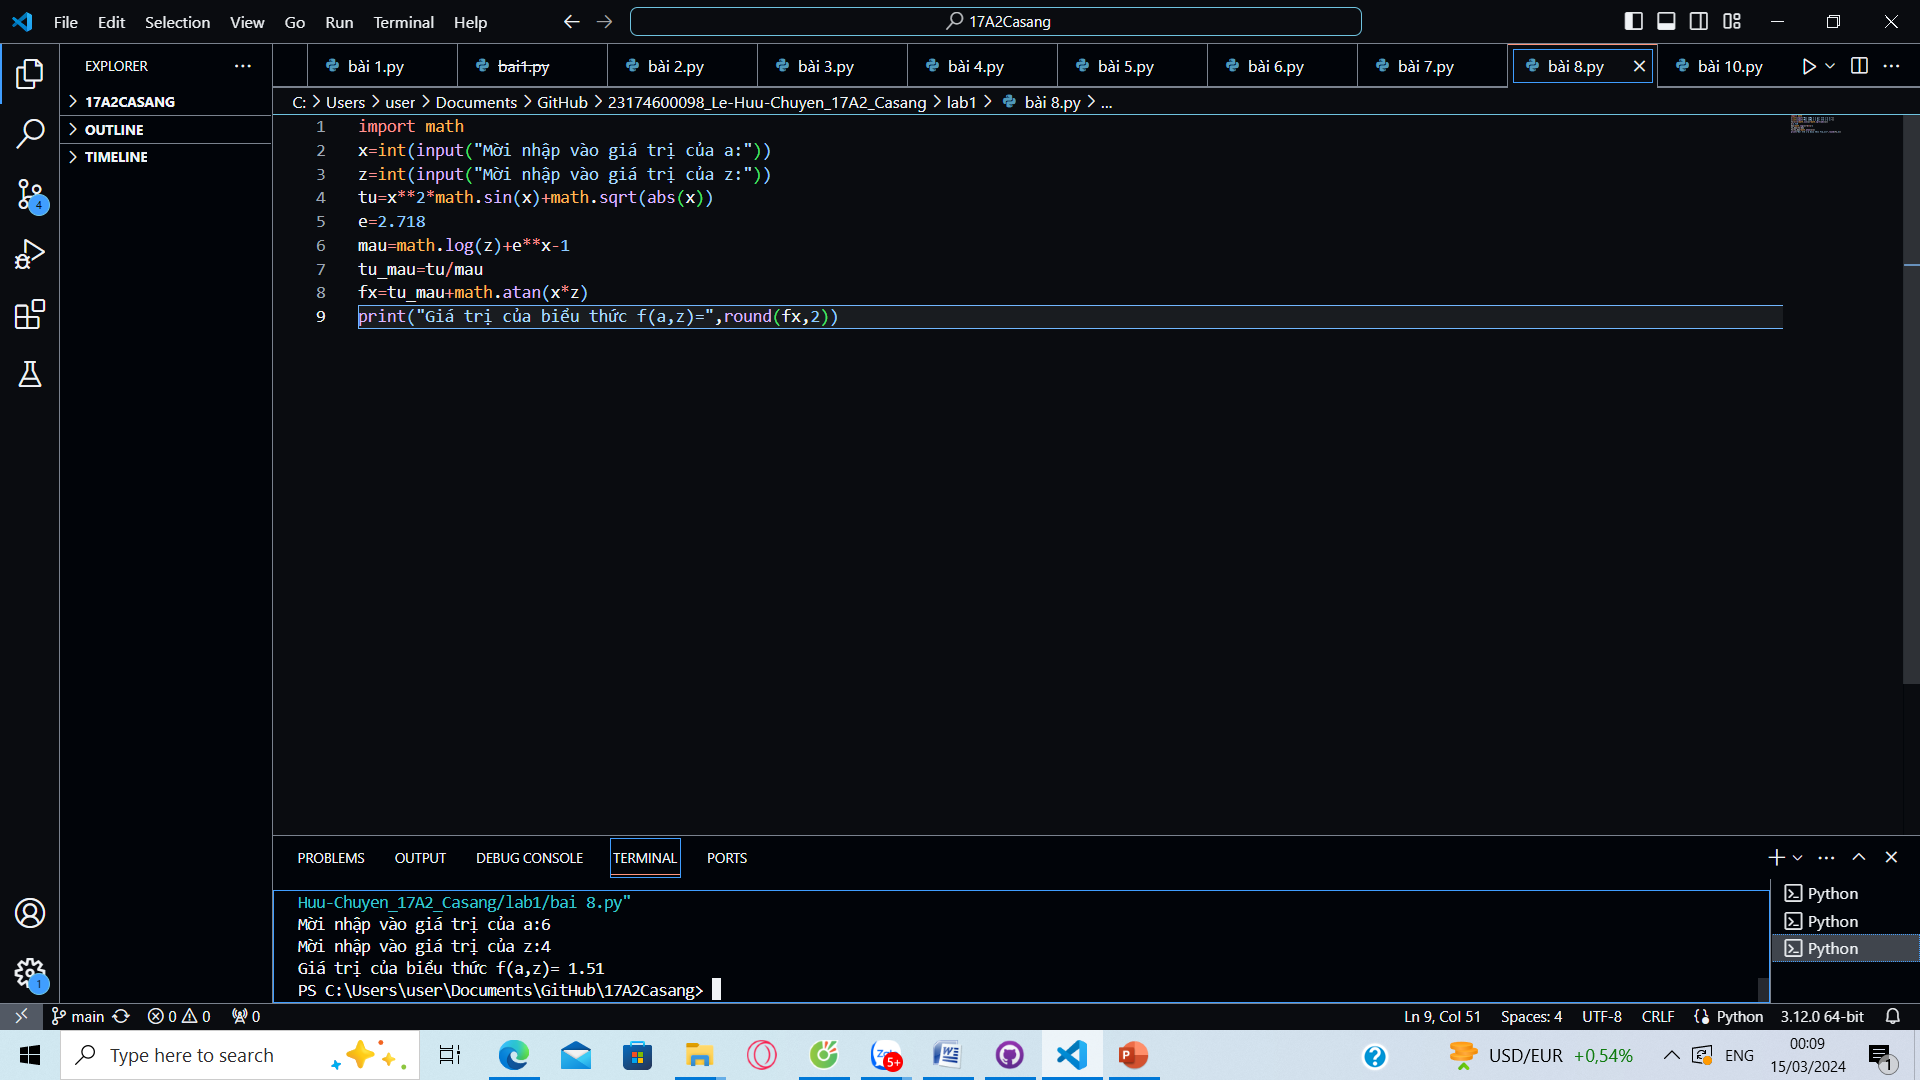 File Edit Selection View Go Run Terminal Help
17A2Casang
EXPLORER
17A2CASANG
OUTLINE
TIMELINE
bài 1.py bai1.py bài 2.py bài 3.py bài 4.py bài 5.py bài 6.py bài 7.py bài 8.py bài 10.py
C: > Users > user > Documents > GitHub > 23174600098_Le-Huu-Chuyen_17A2_Casang > lab1 > bài 8.py > ...
1 import math
2 x=int(input("Mời nhập vào giá trị của a:"))
3 z=int(input("Mời nhập vào giá trị của z:"))
4 tu=x**2*math.sin(x)+math.sqrt(abs(x))
5 e=2.718
6 mau=math.log(z)+e**x-1
7 tu_mau=tu/mau
8 fx=tu_mau+math.atan(x*z)
9 print("Giá trị của biểu thức f(a,z)=",round(fx,2))
PROBLEMS OUTPUT DEBUG CONSOLE TERMINAL PORTS
Huu-Chuyen_17A2_Casang/lab1/bai 8.py"
Mời nhập vào giá trị của a:6
Mời nhập vào giá trị của z:4
Giá trị của biểu thức f(a,z)= 1.51
PS C:\Users\user\Documents\GitHub\17A2Casang>
Python
Python
Python
4
1
main 0 0 0
Ln 9, Col 51 Spaces: 4 UTF-8 CRLF Python 3.12.0 64-bit
Type here to search
5+
USD/EUR +0,54%
ENG
00:09
15/03/2024
1